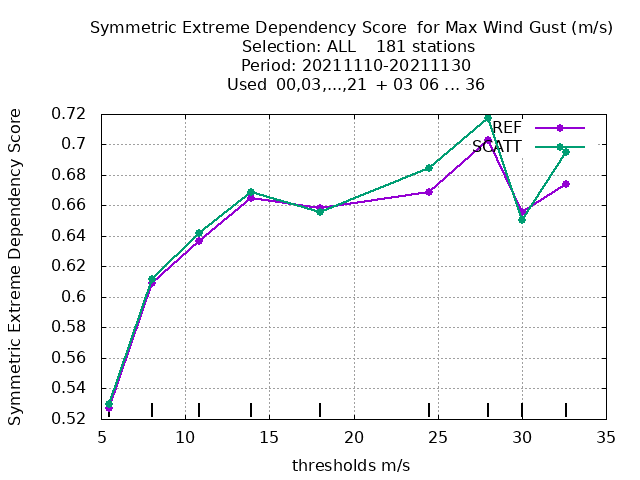 Symmetric Extreme Dependency Score  for Max Wind Gust (m/s)
Selection: ALL    181 stations
Period: 20211110-20211130
Used  00,03,...,21  + 03 06 ... 36
Symmetric Extreme Dependency Score
0.72
0.7
0.68
0.66
0.64
0.62
0.6
0.58
0.56
0.54
0.52
REF
SCATT
5 10 15 20 25 30 35
thresholds m/s